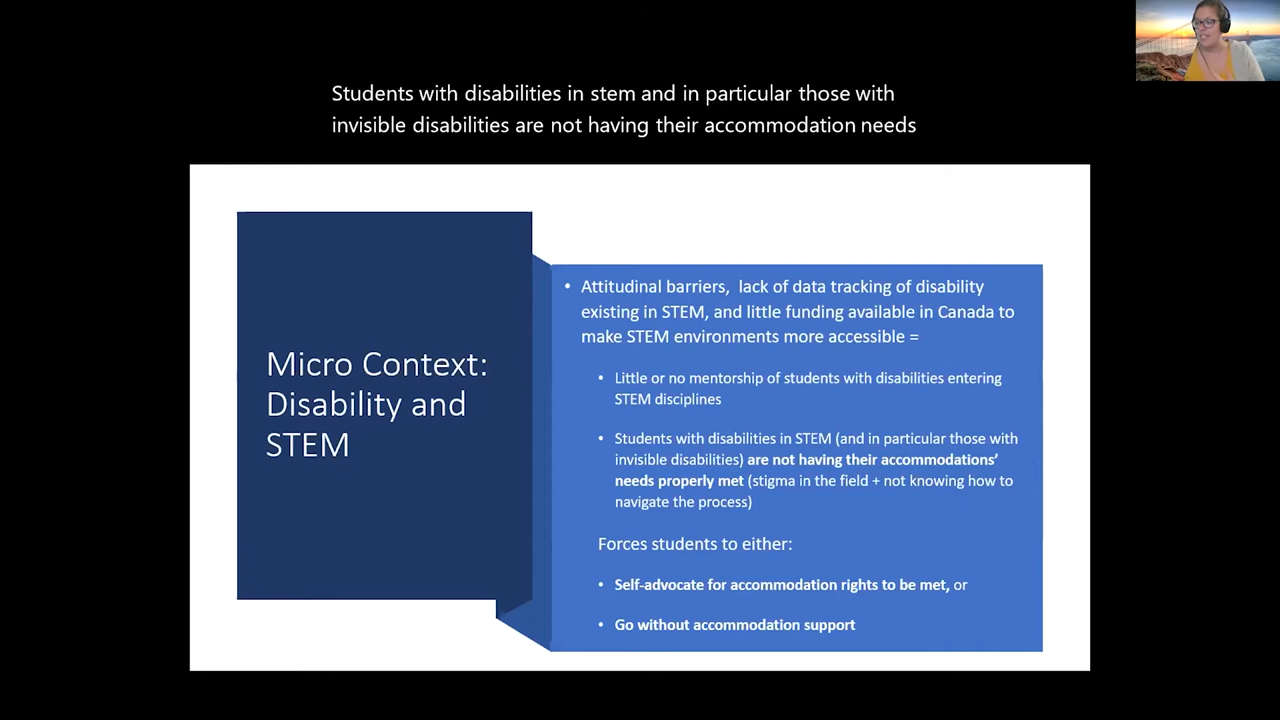 Students with disabilities in stem and in particular those with
invisible disabilities are not having their accommodation needs
Micro Context:
Disability and
STEM
• Attitudinal barriers,  lack of data tracking of disability
existing in STEM, and little funding available in Canada to
make STEM environments more accessible =
• Little or no mentorship of students with disabilities entering
STEM disciplines
• Students with disabilities in STEM (and in particular those with
invisible disabilities) are not having their accommodations’
needs properly met (stigma in the field + not knowing how to
navigate the process)
Forces students to either:
• Self-advocate for accommodation rights to be met, or
• Go without accommodation support